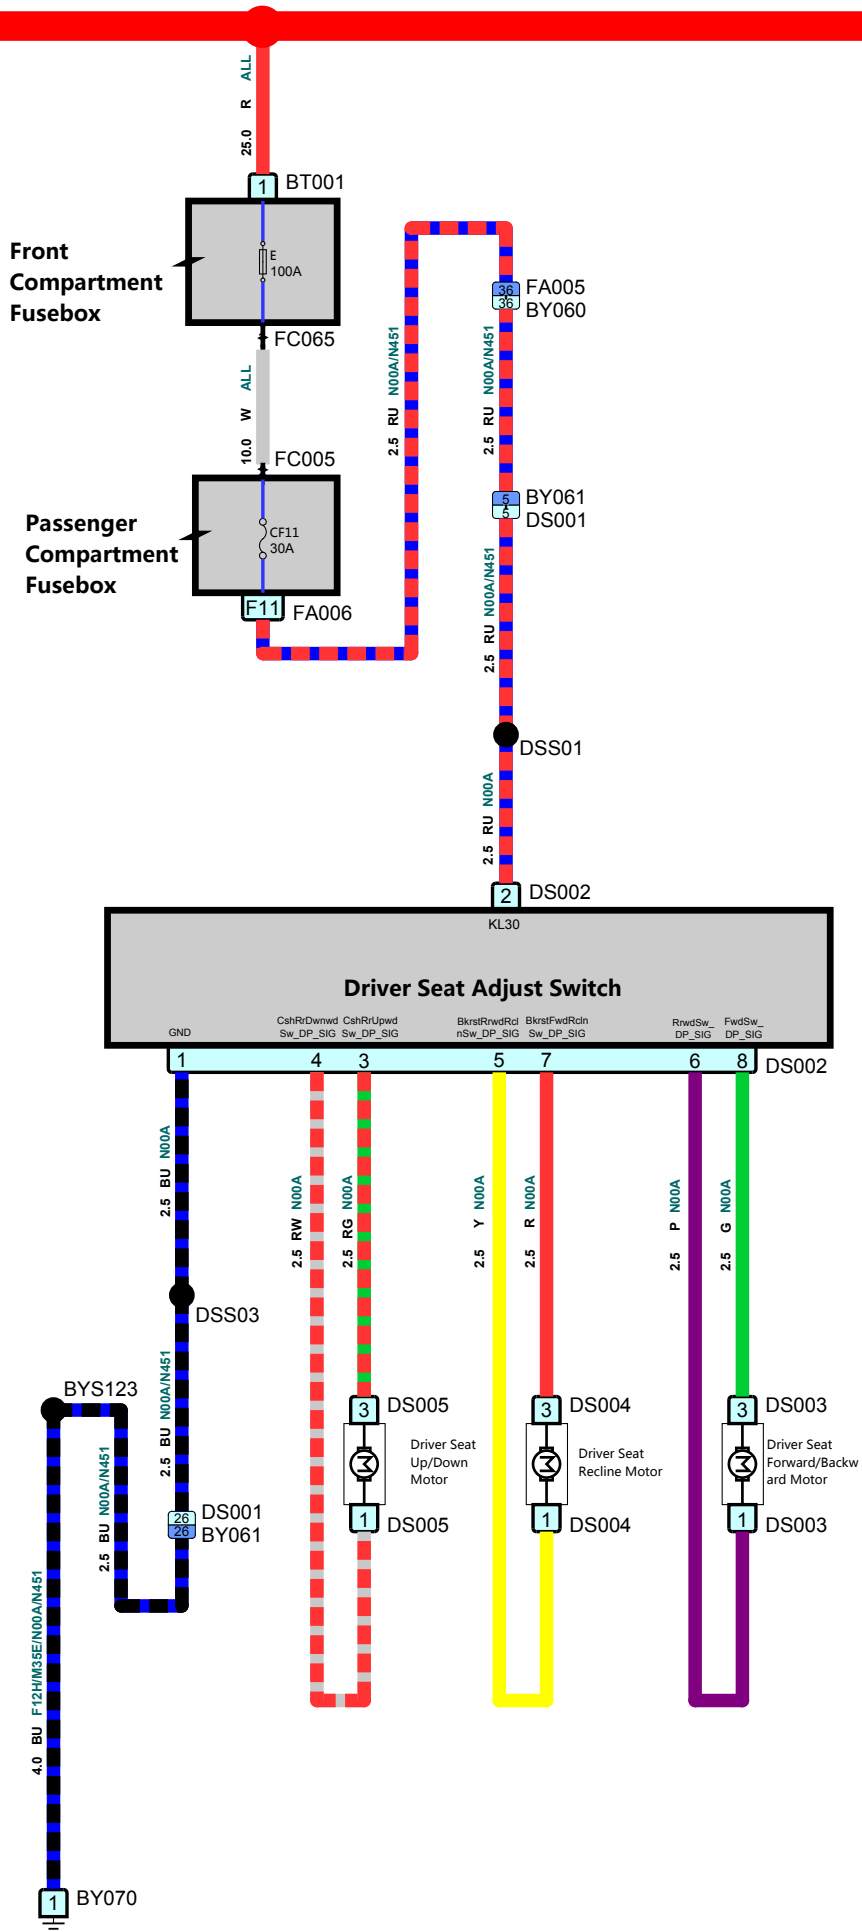 25.0 R ALL
1 BT001
Front
Compartment
Fusebox
E
100A
FC065
10.0 W ALL
FC005
Passenger
Compartment
Fusebox
CF11
30A
F11 FA006
2.5 RU N00A/N451
36 FA005
36 BY060
2.5 RU N00A/N451
5 BY061
5 DS001
2.5 RU N00A/N451
DSS01
2.5 RU N00A
2 DS002
KL30
Driver Seat Adjust Switch
GND
CshRrDwnwd
Sw_DP_SIG
CshRrUpwd
Sw_DP_SIG
BkrstRrwdRcl
nSw_DP_SIG
BkrstFwdRcln
Sw_DP_SIG
RrwdSw_
DP_SIG
FwdSw_
DP_SIG
1 4 3 5 7 6 8 DS002
2.5 BU N00A
2.5 RW N00A
2.5 RG N00A
2.5 Y N00A
2.5 R N00A
2.5 P N00A
2.5 G N00A
DSS03
BYS123
2.5 BU N00A/N451
2.5 BU N00A/N451
3 DS005
Driver Seat
Up/Down
Motor
1 DS005
3 DS004
Driver Seat
Recline Motor
1 DS004
3 DS003
Driver Seat
Forward/Backw
ard Motor
1 DS003
26 DS001
26 BY061
4.0 BU F12H/M35E/N00A/N451
1 BY070